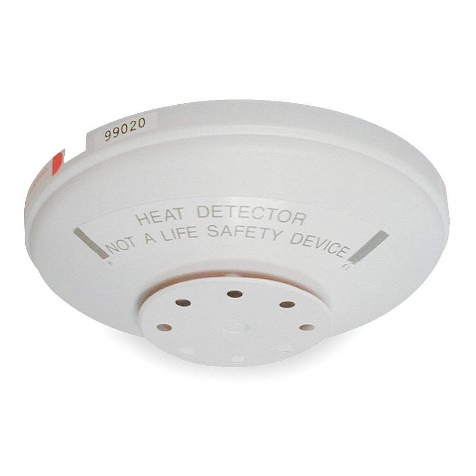 99020
HEAT DETECTOR
NOT A LIFE SAFETY DEVICE